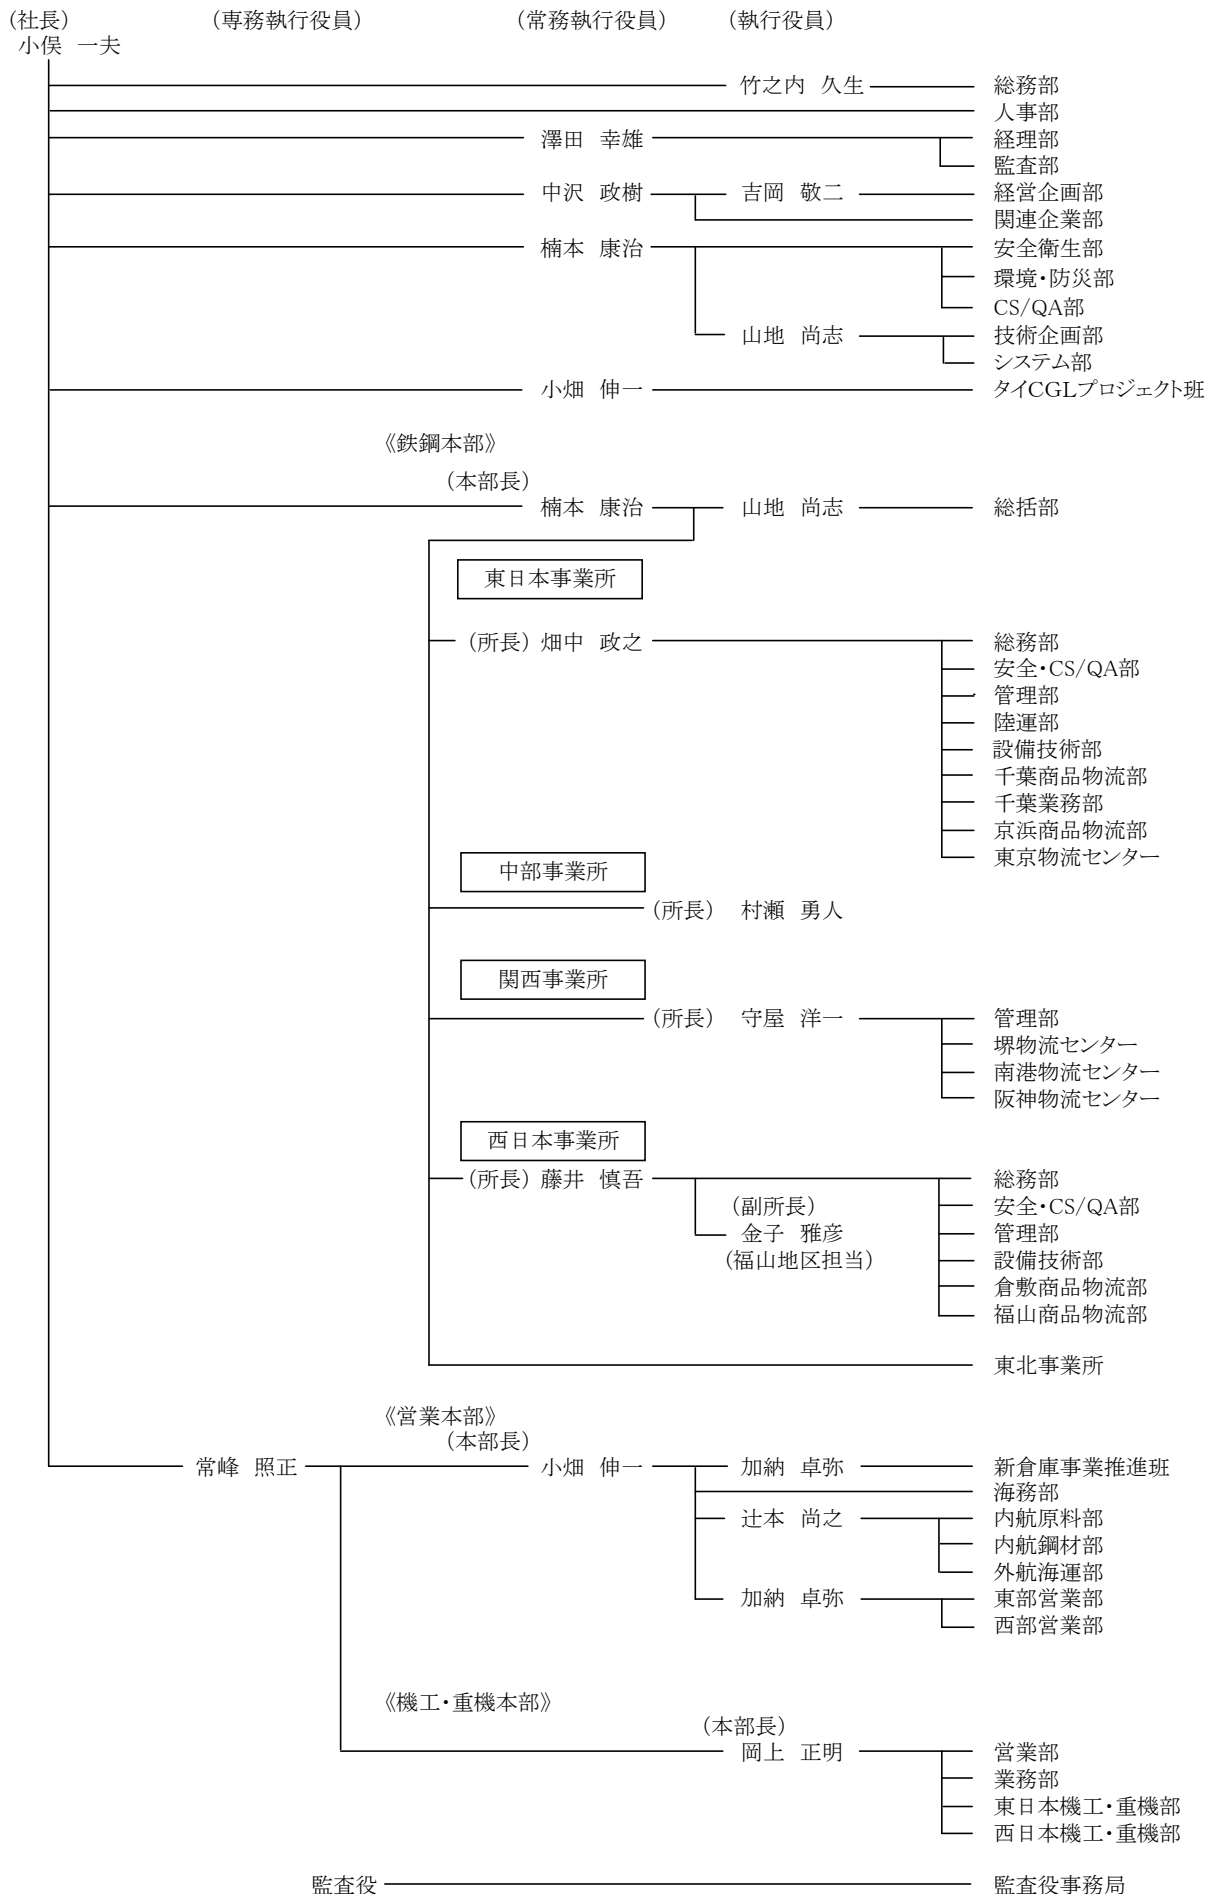 （社長） （専務執行役員） （常務執行役員） （執行役員）
小俣 一夫
竹之内 久生 総務部
人事部
澤田 幸雄 経理部
監査部
中沢 政樹 吉岡 敬二 経営企画部
関連企業部
楠本 康治 安全衛生部
環境・防災部
CS/QA部
山地 尚志 技術企画部
システム部
小畑 伸一 タイCGLプロジェクト班
《鉄鋼本部》
（本部長）
楠本 康治 山地 尚志 総括部
東日本事業所
（所長） 畑中 政之 総務部
安全・CS/QA部
管理部
陸運部
設備技術部
千葉商品物流部
千葉業務部
京浜商品物流部
東京物流センター
中部事業所
（所長） 村瀬 勇人
関西事業所
（所長） 守屋 洋一 管理部
堺物流センター
南港物流センター
阪神物流センター
西日本事業所
（所長） 藤井 慎吾 総務部
（副所長） 安全・CS/QA部
金子 雅彦 管理部
（福山地区担当） 設備技術部
倉敷商品物流部
福山商品物流部
東北事業所
《営業本部》
（本部長）
常峰 照正 小畑 伸一 加納 卓弥 新倉庫事業推進班
海務部
辻本 尚之 内航原料部
内航鋼材部
外航海運部
加納 卓弥 東部営業部
西部営業部
《機工・重機本部》
（本部長）
岡上 正明 営業部
業務部
東日本機工・重機部
西日本機工・重機部
監査役 監査役事務局